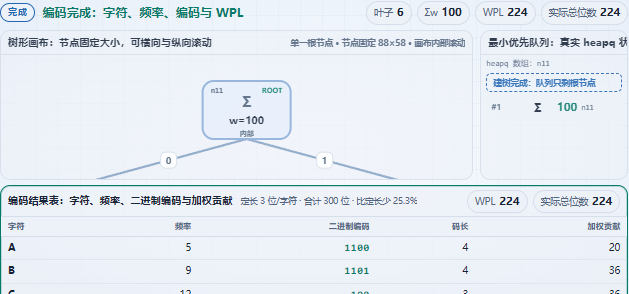 完成 编码完成：字符、频率、编码与 WPL 叶子 6 Σw 100 WPL 224 实际总位数 224
树形画布：节点固定大小，可横向与纵向滚动 单一根节点 • 节点固定 88×58 • 画布内部滚动
最小优先队列：真实 heapq 状
heapq 数组：n11
建树完成：队列只剩根节点
#1 Σ 100 n11
n11 ROOT
Σ
w=100
内部
0 1
编码结果表：字符、频率、二进制编码与加权贡献 定长 3 位/字符 · 合计 300 位 · 比定长少 25.3% WPL 224 实际总位数 224
字符 频率 二进制编码 码长 加权贡献
A 5 1100 4 20
B 9 1101 4 36
C 12 100 3 36